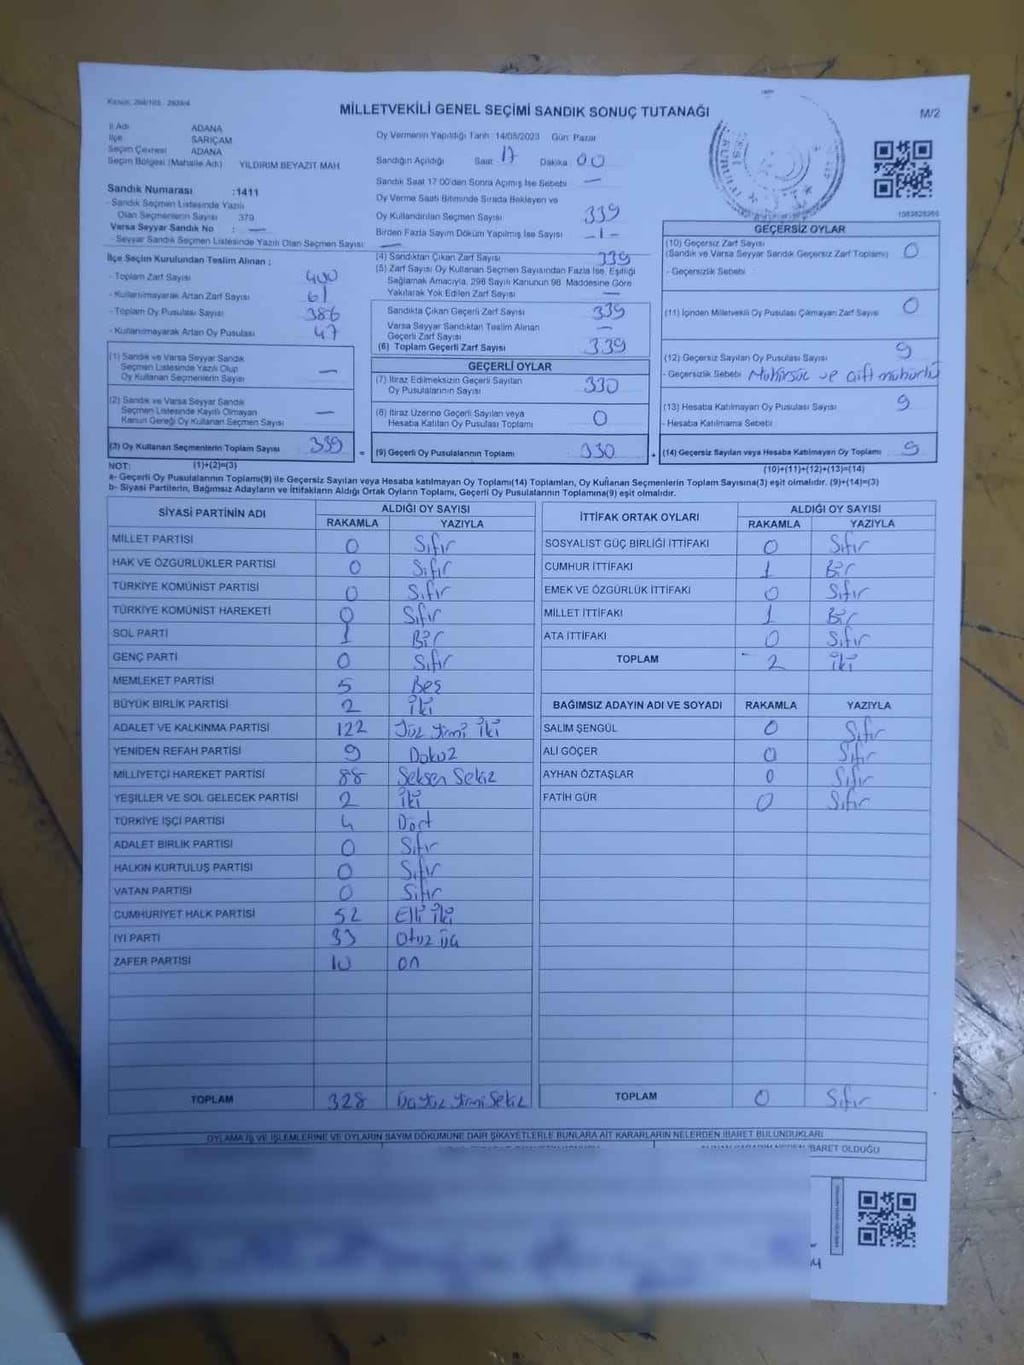 Kanun: 298/105 - 2839/4
MİLLETVEKİLİ GENEL SEÇİMİ SANDIK SONUÇ TUTANAĞI
M/2
İl Adı ADANA
İlçe SARIÇAM
Seçim Çevresi ADANA
Seçim Bölgesi (Mahalle Adı) YILDIRIM BEYAZIT MAH
Sandık Numarası :1411
- Sandık Seçmen Listesinde Yazılı
Olan Seçmenlerin Sayısı 379
Varsa Seyyar Sandık No : —
- Seyyar Sandık Seçmen Listesinde Yazılı Olan Seçmen Sayısı —
Oy Vermenin Yapıldığı Tarih :14/05/2023 Gün: Pazar
Sandığın Açıldığı Saat 17 Dakika 00
Sandık Saat 17:00'den Sonra Açılmış İse Sebebi —
Oy Verme Saati Bitiminde Sırada Bekleyen ve
Oy Kullandırılan Seçmen Sayısı 339
Birden Fazla Sayım Döküm Yapılmış İse Sayısı -1-
1083828266
İlçe Seçim Kurulundan Teslim Alınan :
- Toplam Zarf Sayısı 400
- Kullanılmayarak Artan Zarf Sayısı 61
- Toplam Oy Pusulası Sayısı 386
- Kullanılmayarak Artan Oy Pusulası 47
(1) Sandık ve Varsa Seyyar Sandık
Seçmen Listesinde Yazılı Olup
Oy Kullanan Seçmenlerin Sayısı —
(2) Sandık ve Varsa Seyyar Sandık
Seçmen Listesinde Kayıtlı Olmayan
Kanun Gereği Oy Kullanan Seçmen Sayısı —
(3) Oy Kullanan Seçmenlerin Toplam Sayısı 339
(4) Sandıktan Çıkan Zarf Sayısı 339
(5) Zarf Sayısı Oy Kullanan Seçmen Sayısından Fazla İse, Eşitliği
Sağlamak Amacıyla, 298 Sayılı Kanunun 98. Maddesine Göre
Yakılarak Yok Edilen Zarf Sayısı —
Sandıkta Çıkan Geçerli Zarf Sayısı 339
Varsa Seyyar Sandıktan Teslim Alınan
Geçerli Zarf Sayısı —
(6) Toplam Geçerli Zarf Sayısı 339
GEÇERLİ OYLAR
(7) İtiraz Edilmeksizin Geçerli Sayılan
Oy Pusulalarının Sayısı 330
(8) İtiraz Üzerine Geçerli Sayılan veya
Hesaba Katılan Oy Pusulası Toplamı 0
= (9) Geçerli Oy Pusulalarının Toplamı 330
GEÇERSİZ OYLAR
(10) Geçersiz Zarf Sayısı
(Sandık ve Varsa Seyyar Sandık Geçersiz Zarf Toplamı) 0
- Geçersizlik Sebebi
(11) İçinden Milletvekili Oy Pusulası Çıkmayan Zarf Sayısı 0
(12) Geçersiz Sayılan Oy Pusulası Sayısı 9
- Geçersizlik Sebebi Mühürsüz ve Çift mühürlü
(13) Hesaba Katılmayan Oy Pusulası Sayısı 9
- Hesaba Katılmama Sebebi
+ (14) Geçersiz Sayılan veya Hesaba Katılmayan Oy Toplamı 9
NOT: (1)+(2)=(3)
(10)+(11)+(12)+(13)=(14)
a- Geçerli Oy Pusulalarının Toplamı(9) ile Geçersiz Sayılan veya Hesaba katılmayan Oy Toplamı(14) Toplamları, Oy Kullanan Seçmen Toplam Sayısına(3) eşit olmalıdır. (9)+(14)=(3)
b- Siyasi Partilerin, Bağımsız Adayların ve İttifakların Aldığı Ortak Oyların Toplamı, Geçerli Oy Pusulalarının Toplamına(9) eşit olmalıdır.
SİYASİ PARTİNİN ADI ALDIĞI OY SAYISI
RAKAMLA YAZIYLA
MİLLET PARTİSİ 0 Sıfır
HAK VE ÖZGÜRLÜKLER PARTİSİ 0 Sıfır
TÜRKİYE KOMÜNİST PARTİSİ 0 Sıfır
TÜRKİYE KOMÜNİST HAREKETİ 0 Sıfır
SOL PARTİ 1 Bir
GENÇ PARTİ 0 Sıfır
MEMLEKET PARTİSİ 5 Beş
BÜYÜK BİRLİK PARTİSİ 2 İki
ADALET VE KALKINMA PARTİSİ 122 Yüz Yirmi İki
YENİDEN REFAH PARTİSİ 9 Dokuz
MİLLİYETÇİ HAREKET PARTİSİ 88 Seksen Sekiz
YEŞİLLER VE SOL GELECEK PARTİSİ 2 İki
TÜRKİYE İŞÇİ PARTİSİ 4 Dört
ADALET BİRLİK PARTİSİ 0 Sıfır
HALKIN KURTULUŞ PARTİSİ 0 Sıfır
VATAN PARTİSİ 0 Sıfır
CUMHURİYET HALK PARTİSİ 52 Elli İki
İYİ PARTİ 33 Otuz üç
ZAFER PARTİSİ 10 on
TOPLAM 328 üçyüz yirmi Sekiz
İTTİFAK ORTAK OYLARI ALDIĞI OY SAYISI
RAKAMLA YAZIYLA
SOSYALİST GÜÇ BİRLİĞİ İTTİFAKI 0 Sıfır
CUMHUR İTTİFAKI 1 Bir
EMEK VE ÖZGÜRLÜK İTTİFAKI 0 Sıfır
MİLLET İTTİFAKI 1 Bir
ATA İTTİFAKI 0 Sıfır
TOPLAM 2 iki
BAĞIMSIZ ADAYIN ADI VE SOYADI RAKAMLA YAZIYLA
SALİM ŞENGÜL 0 Sıfır
ALİ GÖÇER 0 Sıfır
AYHAN ÖZTAŞLAR 0 Sıfır
FATİH GÜR 0 Sıfır
TOPLAM 0 Sıfır
OYLAMA İŞ VE İŞLEMLERİNE VE OYLARIN SAYIM DÖKÜMÜNE DAİR ŞİKAYETLERLE BUNLARA AİT KARARLARIN NELERDEN İBARET BULUNDUKLARI
İBARET OLDUĞU